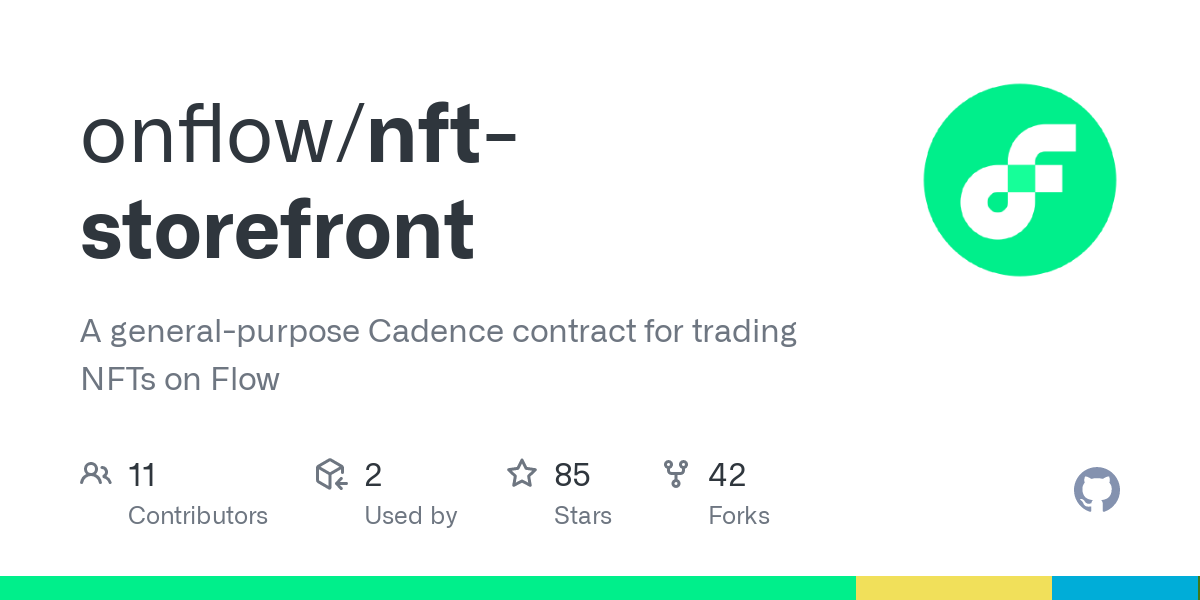 onflow/nft-
storefront
A general-purpose Cadence contract for trading
NFTs on Flow
11 2 85 42
Contributors Used by Stars Forks